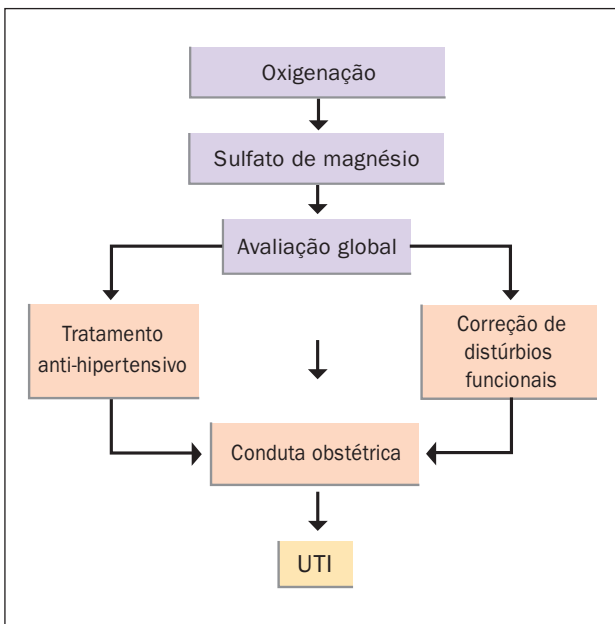 Oxigenação
Sulfato de magnésio
Avaliação global
Tratamento
anti-hipertensivo
Correção de
distúrbios
funcionais
Conduta obstétrica
UTI